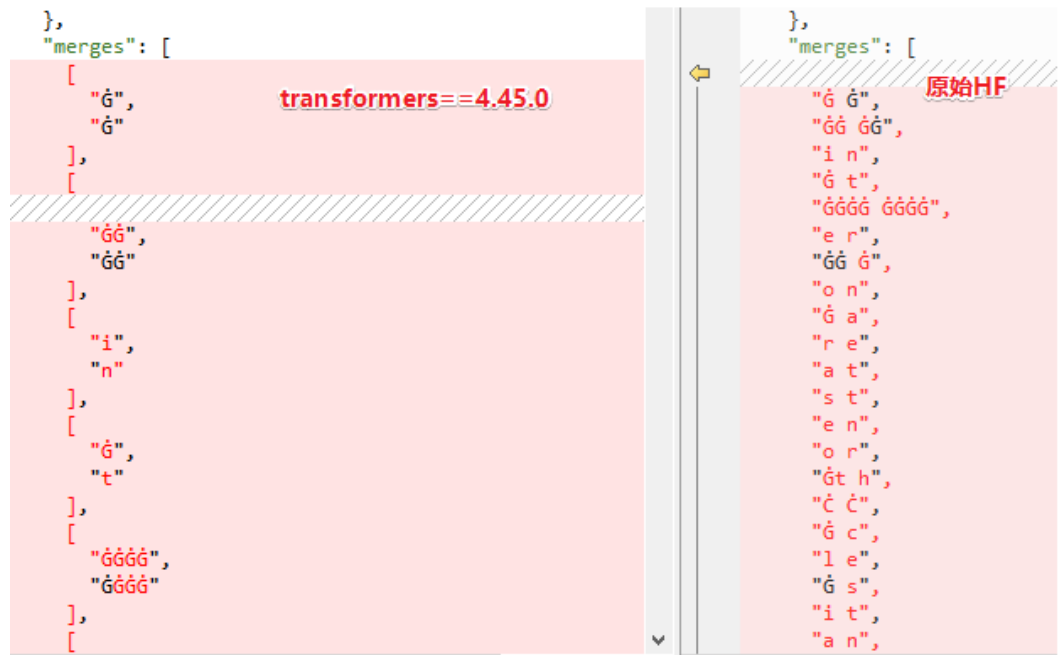 },
"merges": [
[
"Ġ",
"Ġ"
],
[
"ĠĠ",
"ĠĠ"
],
[
"i",
"n"
],
[
"Ġ",
"t"
],
[
"ĠĠĠĠ",
"ĠĠĠĠ"
],
[
transformers==4.45.0
},
"merges": [
"Ġ Ġ",
"ĠĠ ĠĠ",
"i n",
"Ġ t",
"ĠĠĠĠ ĠĠĠĠ",
"e r",
"ĠĠ Ġ",
"o n",
"Ġ a",
"r e",
"a t",
"s t",
"e n",
"o r",
"Ġt h",
"Ċ Ċ",
"Ġ c",
"l e",
"Ġ s",
"i t",
"a n",
原始HF